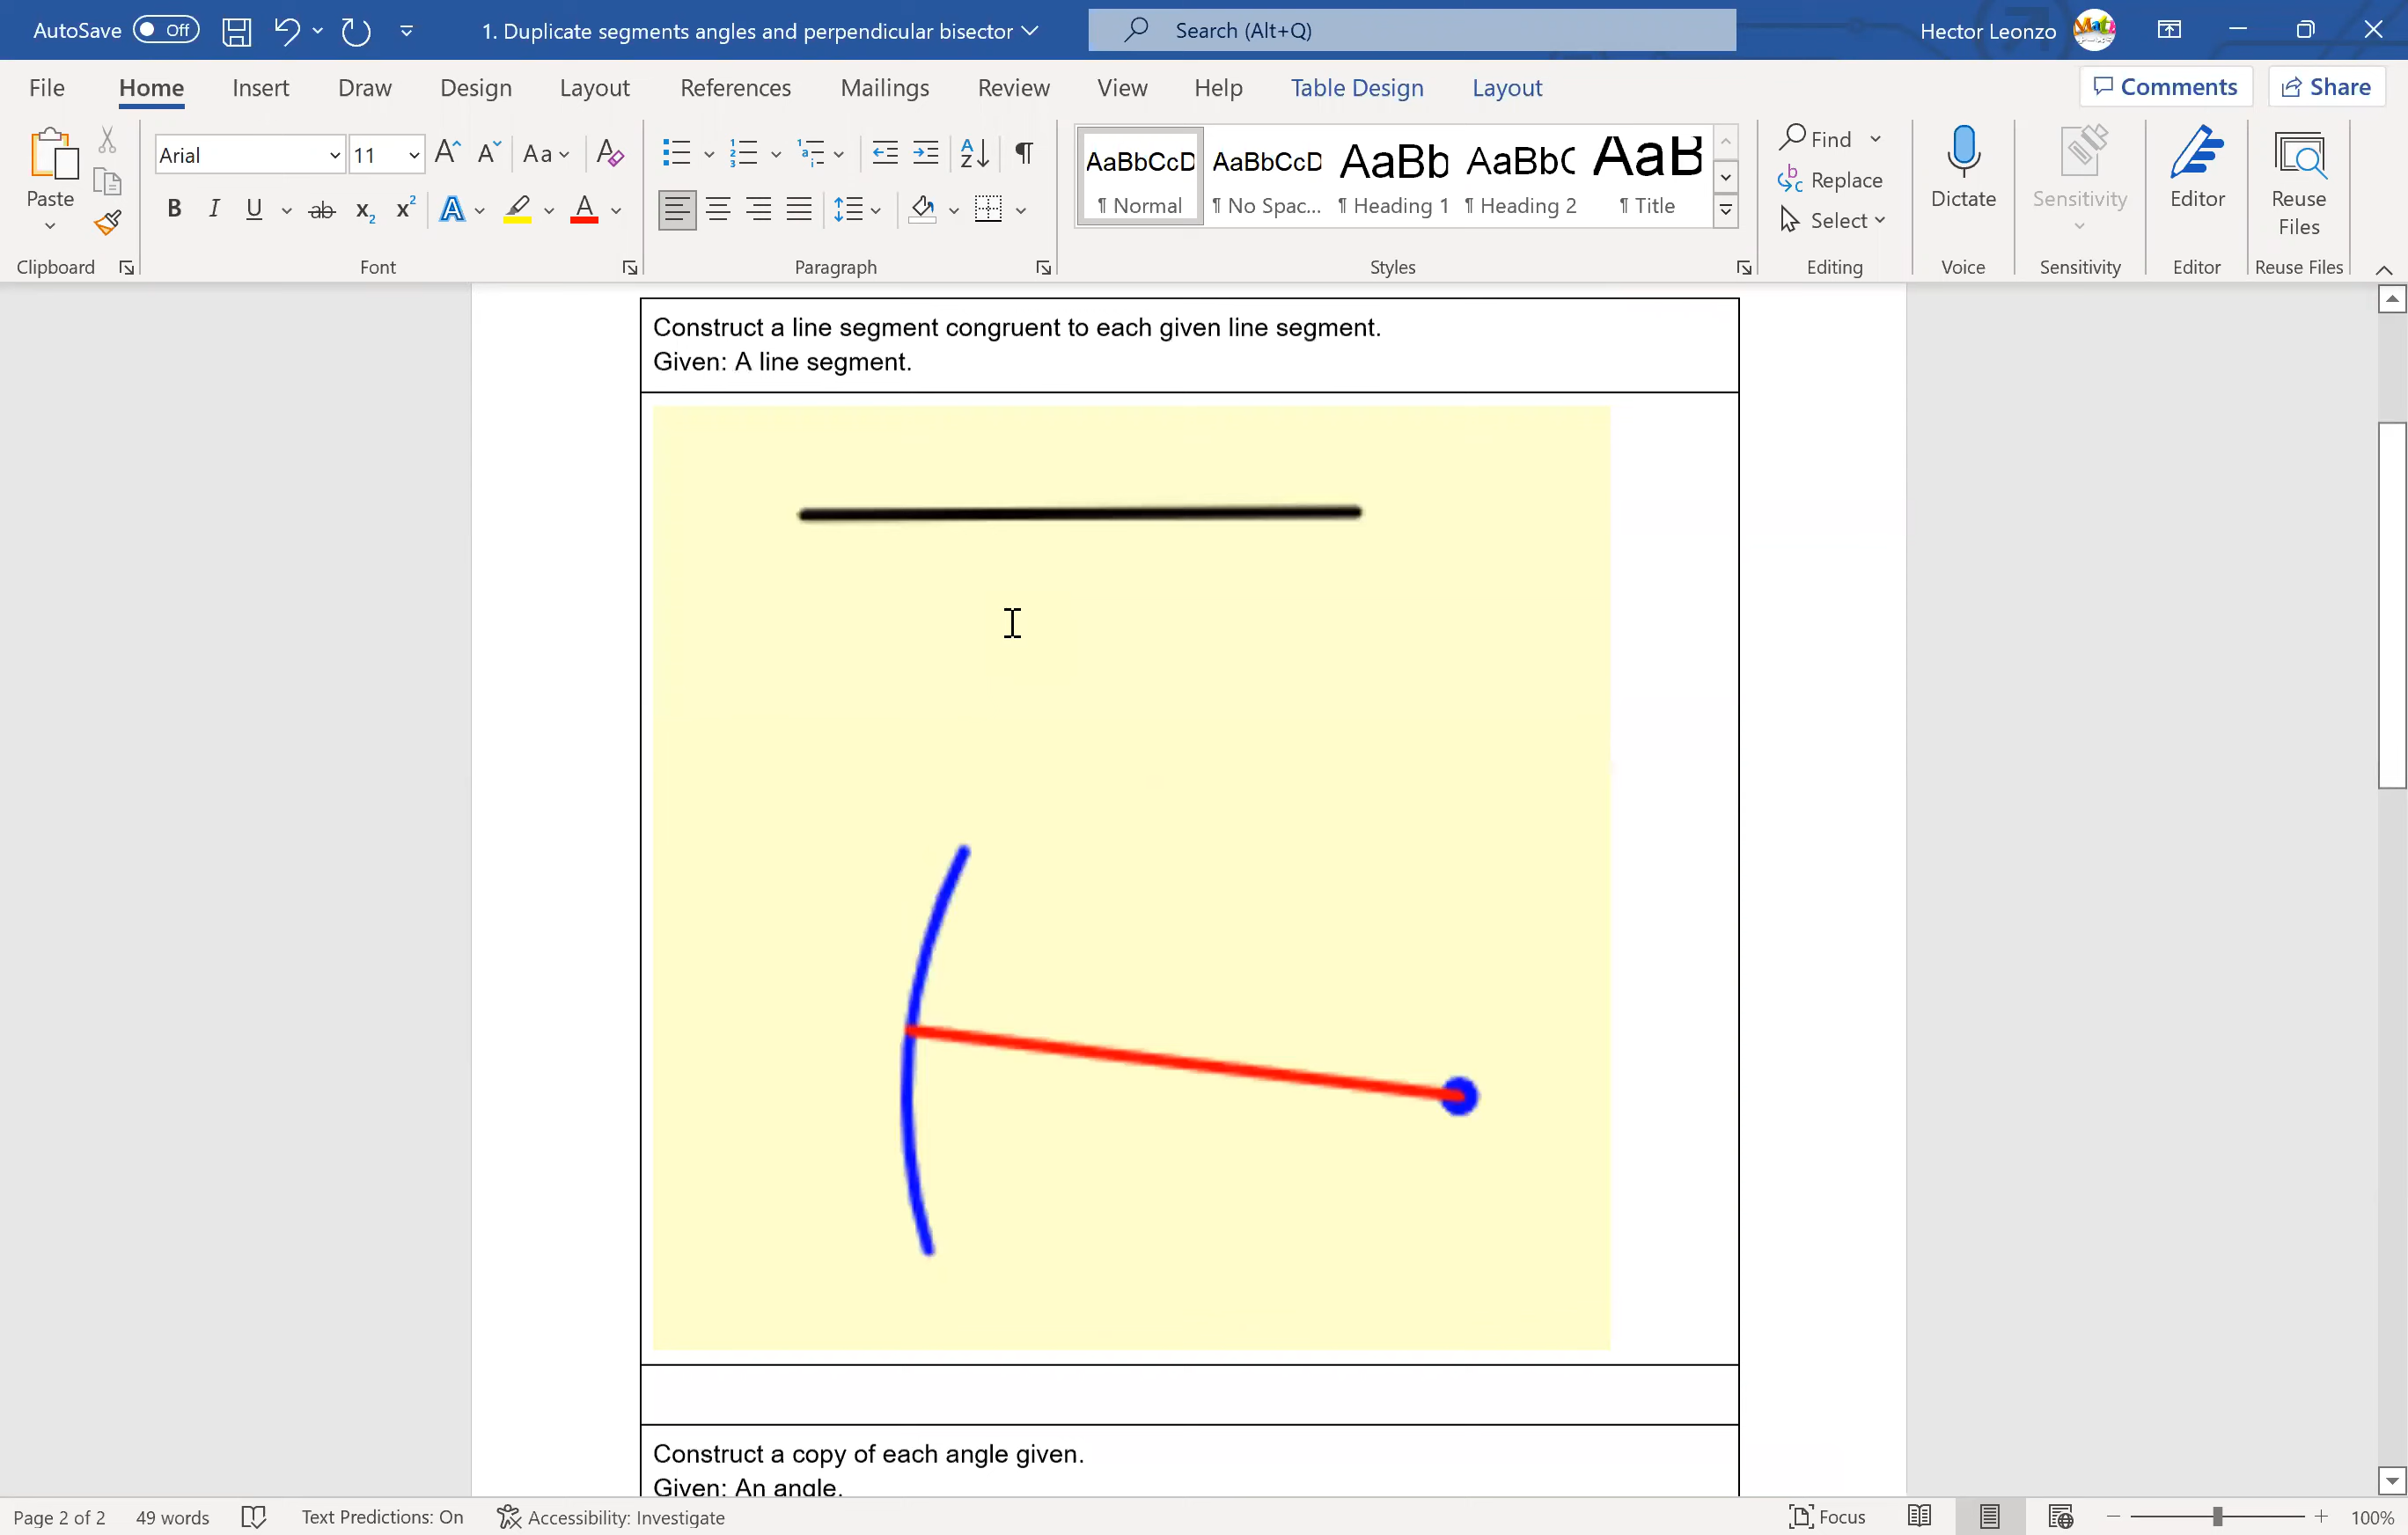 AutoSave Off 1. Duplicate segments angles and perpendicular bisector Search (Alt+Q) Hector Leonzo
File Home Insert Draw Design Layout References Mailings Review View Help Table Design Layout Comments Share
Arial 11 Aa AaBbCcD AaBbCcD AaBb AaBbC AaB Find
Paste Replace Dictate Sensitivity Editor Reuse Files
B I U ab x2 x2 A A ¶ Normal ¶ No Spac... ¶ Heading 1 ¶ Heading 2 ¶ Title Select
Clipboard Font Paragraph Styles Editing Voice Sensitivity Editor Reuse Files
Construct a line segment congruent to each given line segment.
Given: A line segment.
Construct a copy of each angle given.
Given: An angle.
Page 2 of 2 49 words Text Predictions: On Accessibility: Investigate Focus 100%